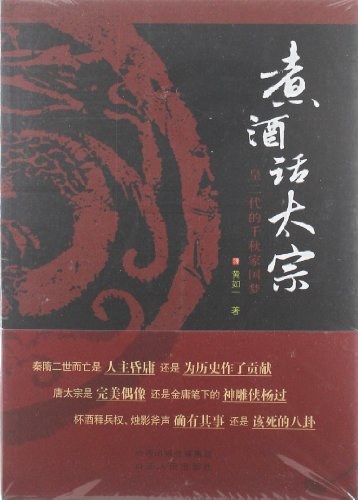 煮酒话太宗
皇二代的千秋家国梦
黄如一 著
秦隋二世而亡是 人主昏庸 还是 为历史作了贡献
唐太宗是 完美偶像 还是金庸笔下的 神雕侠杨过
杯酒释兵权、烛影斧声 确有其事 还是 该死的八卦